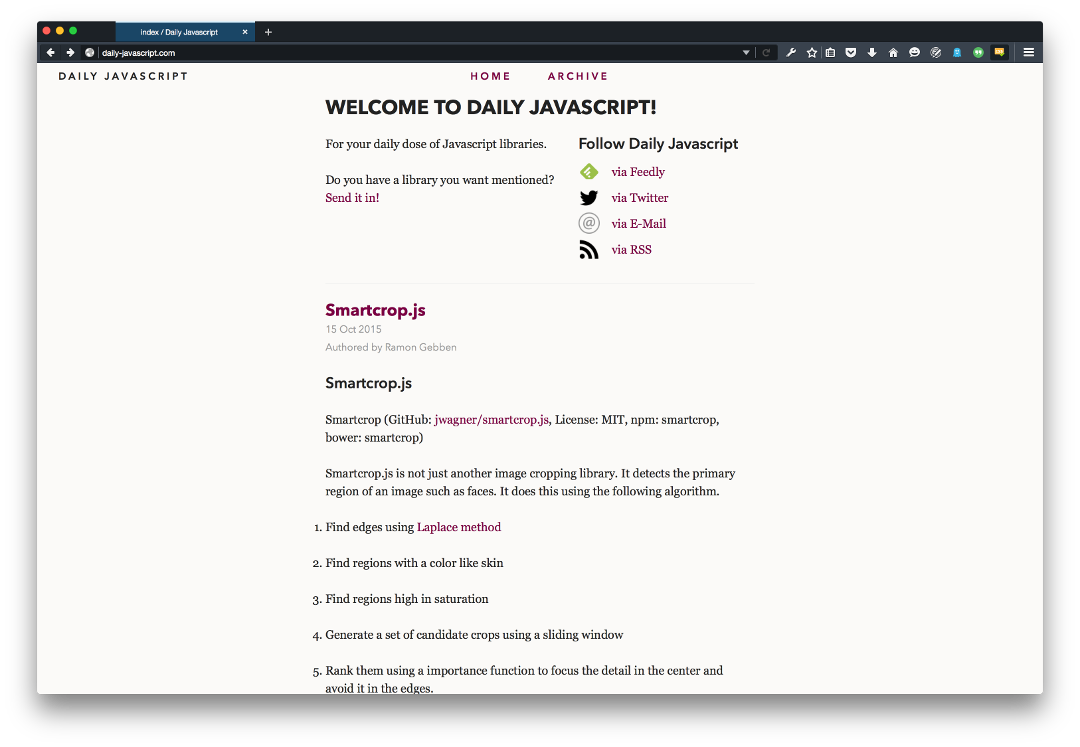 Index / Daily Javascript
daily-javascript.com
DAILY JAVASCRIPT
HOME
ARCHIVE
WELCOME TO DAILY JAVASCRIPT!
For your daily dose of Javascript libraries.
Do you have a library you want mentioned?
Send it in!
Follow Daily Javascript
via Feedly
via Twitter
@
via E-Mail
via RSS
Smartcrop.js
15 Oct 2015
Authored by Ramon Gebben
Smartcrop.js
Smartcrop (GitHub: jwagner/smartcrop.js, License: MIT, npm: smartcrop,
bower: smartcrop)
Smartcrop.js is not just another image cropping library. It detects the primary
region of an image such as faces. It does this using the following algorithm.
1. Find edges using Laplace method
2. Find regions with a color like skin
3. Find regions high in saturation
4. Generate a set of candidate crops using a sliding window
5. Rank them using a importance function to focus the detail in the center and
avoid it in the edges.